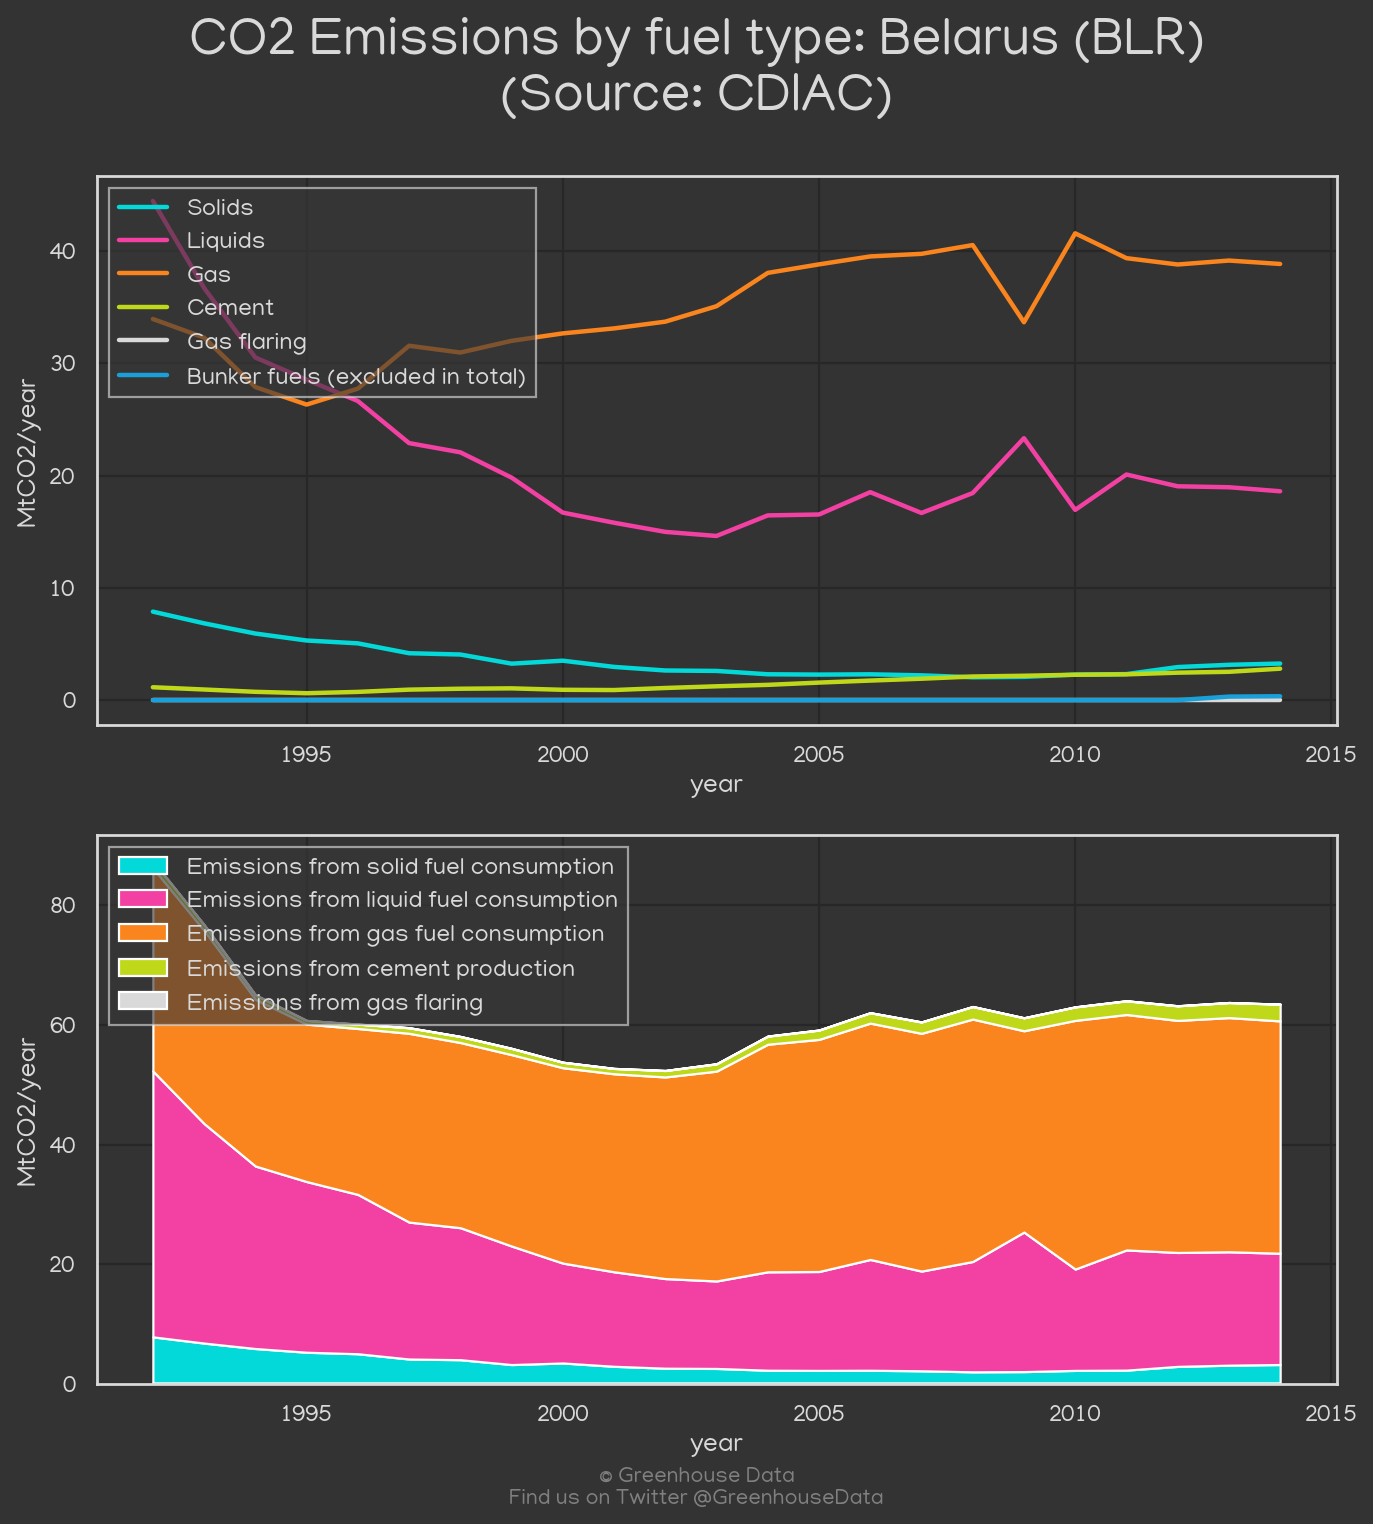 CO2 Emissions by fuel type: Belarus (BLR)
(Source: CDIAC)
Solids
Liquids
Gas
Cement
Gas flaring
Bunker fuels (excluded in total)
40
30
20
10
0
MtCO2/year
1995 2000 2005 2010 2015
year
Emissions from solid fuel consumption
Emissions from liquid fuel consumption
Emissions from gas fuel consumption
Emissions from cement production
Emissions from gas flaring
80
60
40
20
0
MtCO2/year
1995 2000 2005 2010 2015
year
© Greenhouse Data
Find us on Twitter @GreenhouseData